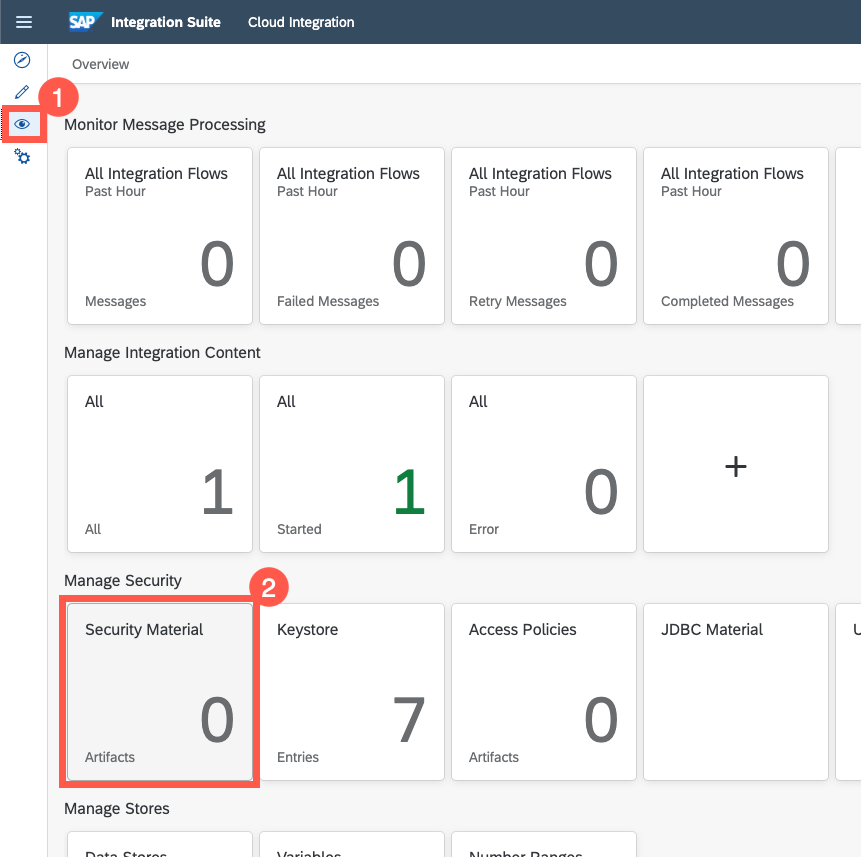 SAP Integration Suite Cloud Integration
Overview
1
Monitor Message Processing
All Integration Flows
Past Hour
0
Messages
All Integration Flows
Past Hour
0
Failed Messages
All Integration Flows
Past Hour
0
Retry Messages
All Integration Flows
Past Hour
0
Completed Messages
Manage Integration Content
All
1
All
All
1
Started
All
0
Error
+
Manage Security
2
Security Material
0
Artifacts
Keystore
7
Entries
Access Policies
0
Artifacts
JDBC Material
Manage Stores
Data Stores
Variables
Number Ranges